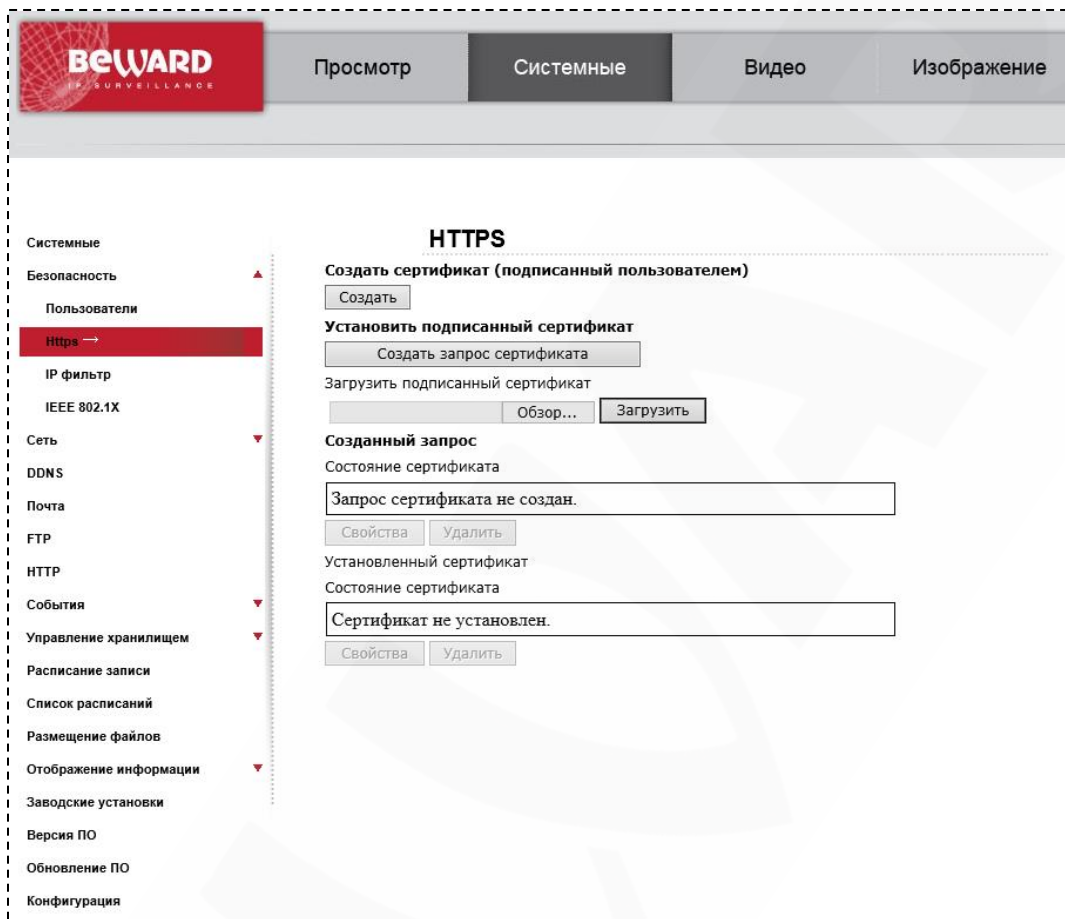 BEWARD
IP SURVEILLANCE
Просмотр Системные Видео Изображение
Системные
Безопасность
Пользователи
Https →
IP фильтр
IEEE 802.1X
Сеть
DDNS
Почта
FTP
HTTP
События
Управление хранилищем
Расписание записи
Список расписаний
Размещение файлов
Отображение информации
Заводские установки
Версия ПО
Обновление ПО
Конфигурация
HTTPS
Создать сертификат (подписанный пользователем)
Создать
Установить подписанный сертификат
Создать запрос сертификата
Загрузить подписанный сертификат
Обзор... Загрузить
Созданный запрос
Состояние сертификата
Запрос сертификата не создан.
Свойства Удалить
Установленный сертификат
Состояние сертификата
Сертификат не установлен.
Свойства Удалить